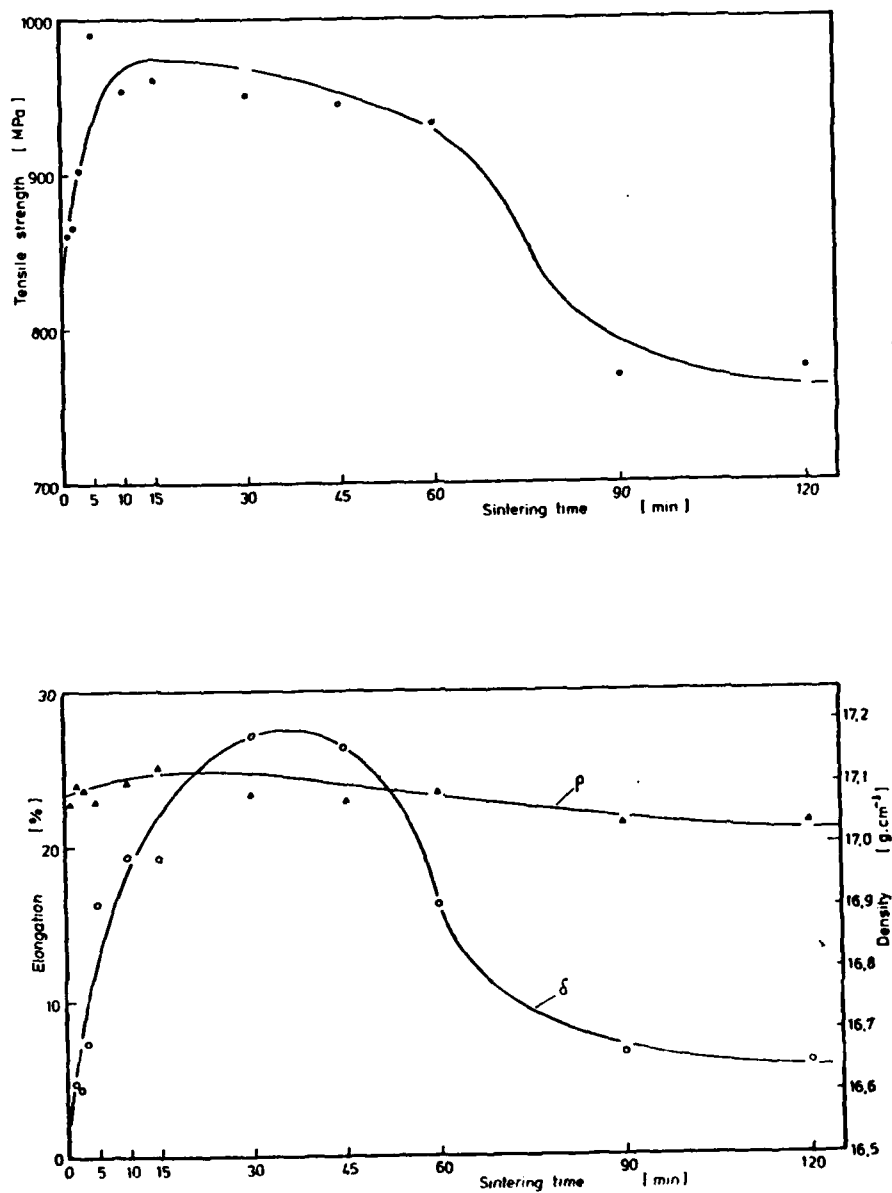 1000
900
800
700
Tensile strength [ MPa]
0 5 10 15 30 45 60 90 120
Sintering time [ min ]
30
20
10
0
Elongation [%]
17,2
17,1
17,0
16,9
16,8
16,7
16,6
16,5
Density [ g.cm⁻³]
ρ
δ
0 5 10 15 30 45 60 90 120
Sintering time [ min ]